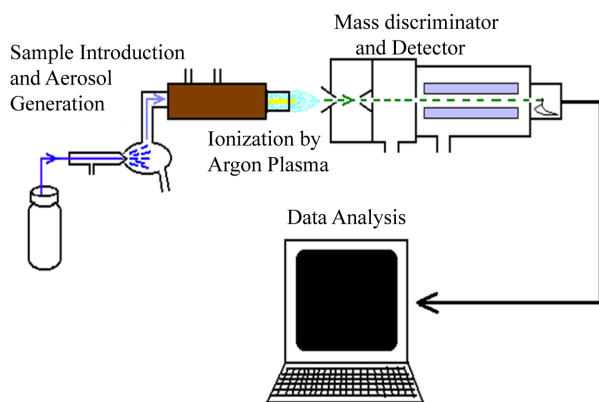 Sample Introduction
and Aerosol
Generation
Mass discriminator
and Detector
Ionization by
Argon Plasma
Data Analysis